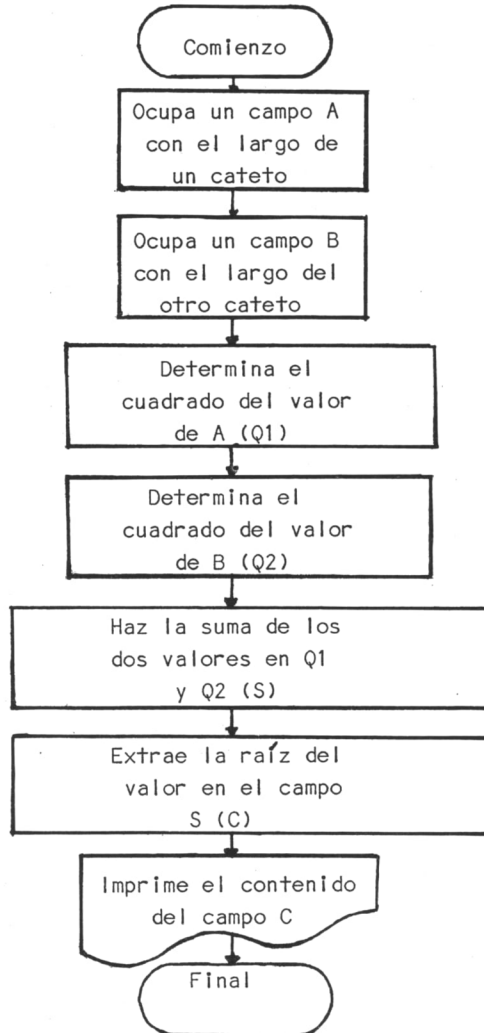 Comienzo
Ocupa un campo A
con el largo de
un cateto
Ocupa un campo B
con el largo del
otro cateto
Determina el
cuadrado del valor
de A (Q1)
Determina el
cuadrado del valor
de B (Q2)
Haz la suma de los
dos valores en Q1
y Q2 (S)
Extrae la raíz del
valor en el campo
S (C)
Imprime el contenido
del campo C
Final